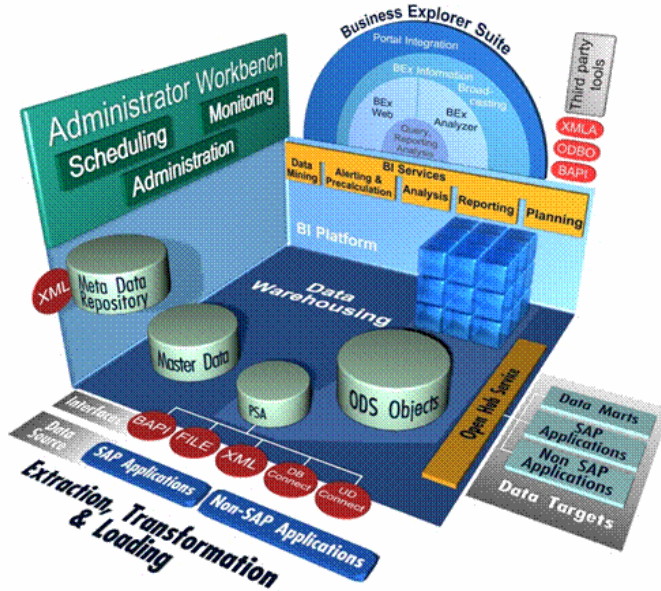 Business Explorer Suite
Portal Integration
BEx Information
Broad-
casting
BEx
Web
BEx
Analyzer
Query,
Reporting
Analysis
Third party
tools
XMLA
ODBO
BAPI
Administrator Workbench
Scheduling
Monitoring
Administration
BI Services
Data
Mining
Alerting &
Precalculation
Analysis
Reporting
Planning
BI Platform
Data
Warehousing
XML
Meta Data
Repository
Master Data
PSA
ODS Objects
Open Hub Service
Interfaces
BAPI
FILE
XML
DB
Connect
UD
Connect
Data
Source
SAP Applications
Non-SAP Applications
Extraction, Transformation
& Loading
Data Marts
SAP
Applications
Non SAP
Applications
Data Targets